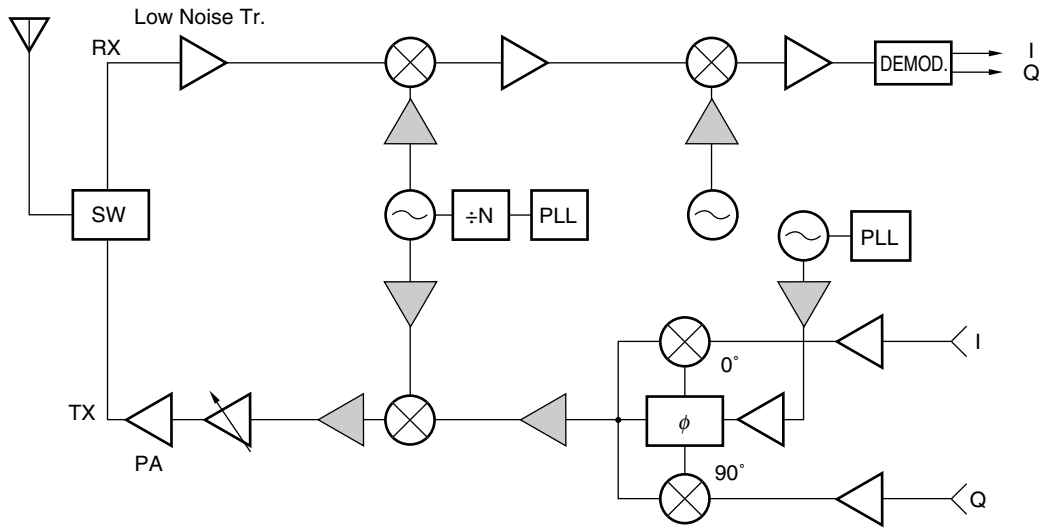 Low Noise Tr.
RX
DEMOD.
I
Q
SW
÷N
PLL
PLL
I
0°
TX
ϕ
PA
90°
Q